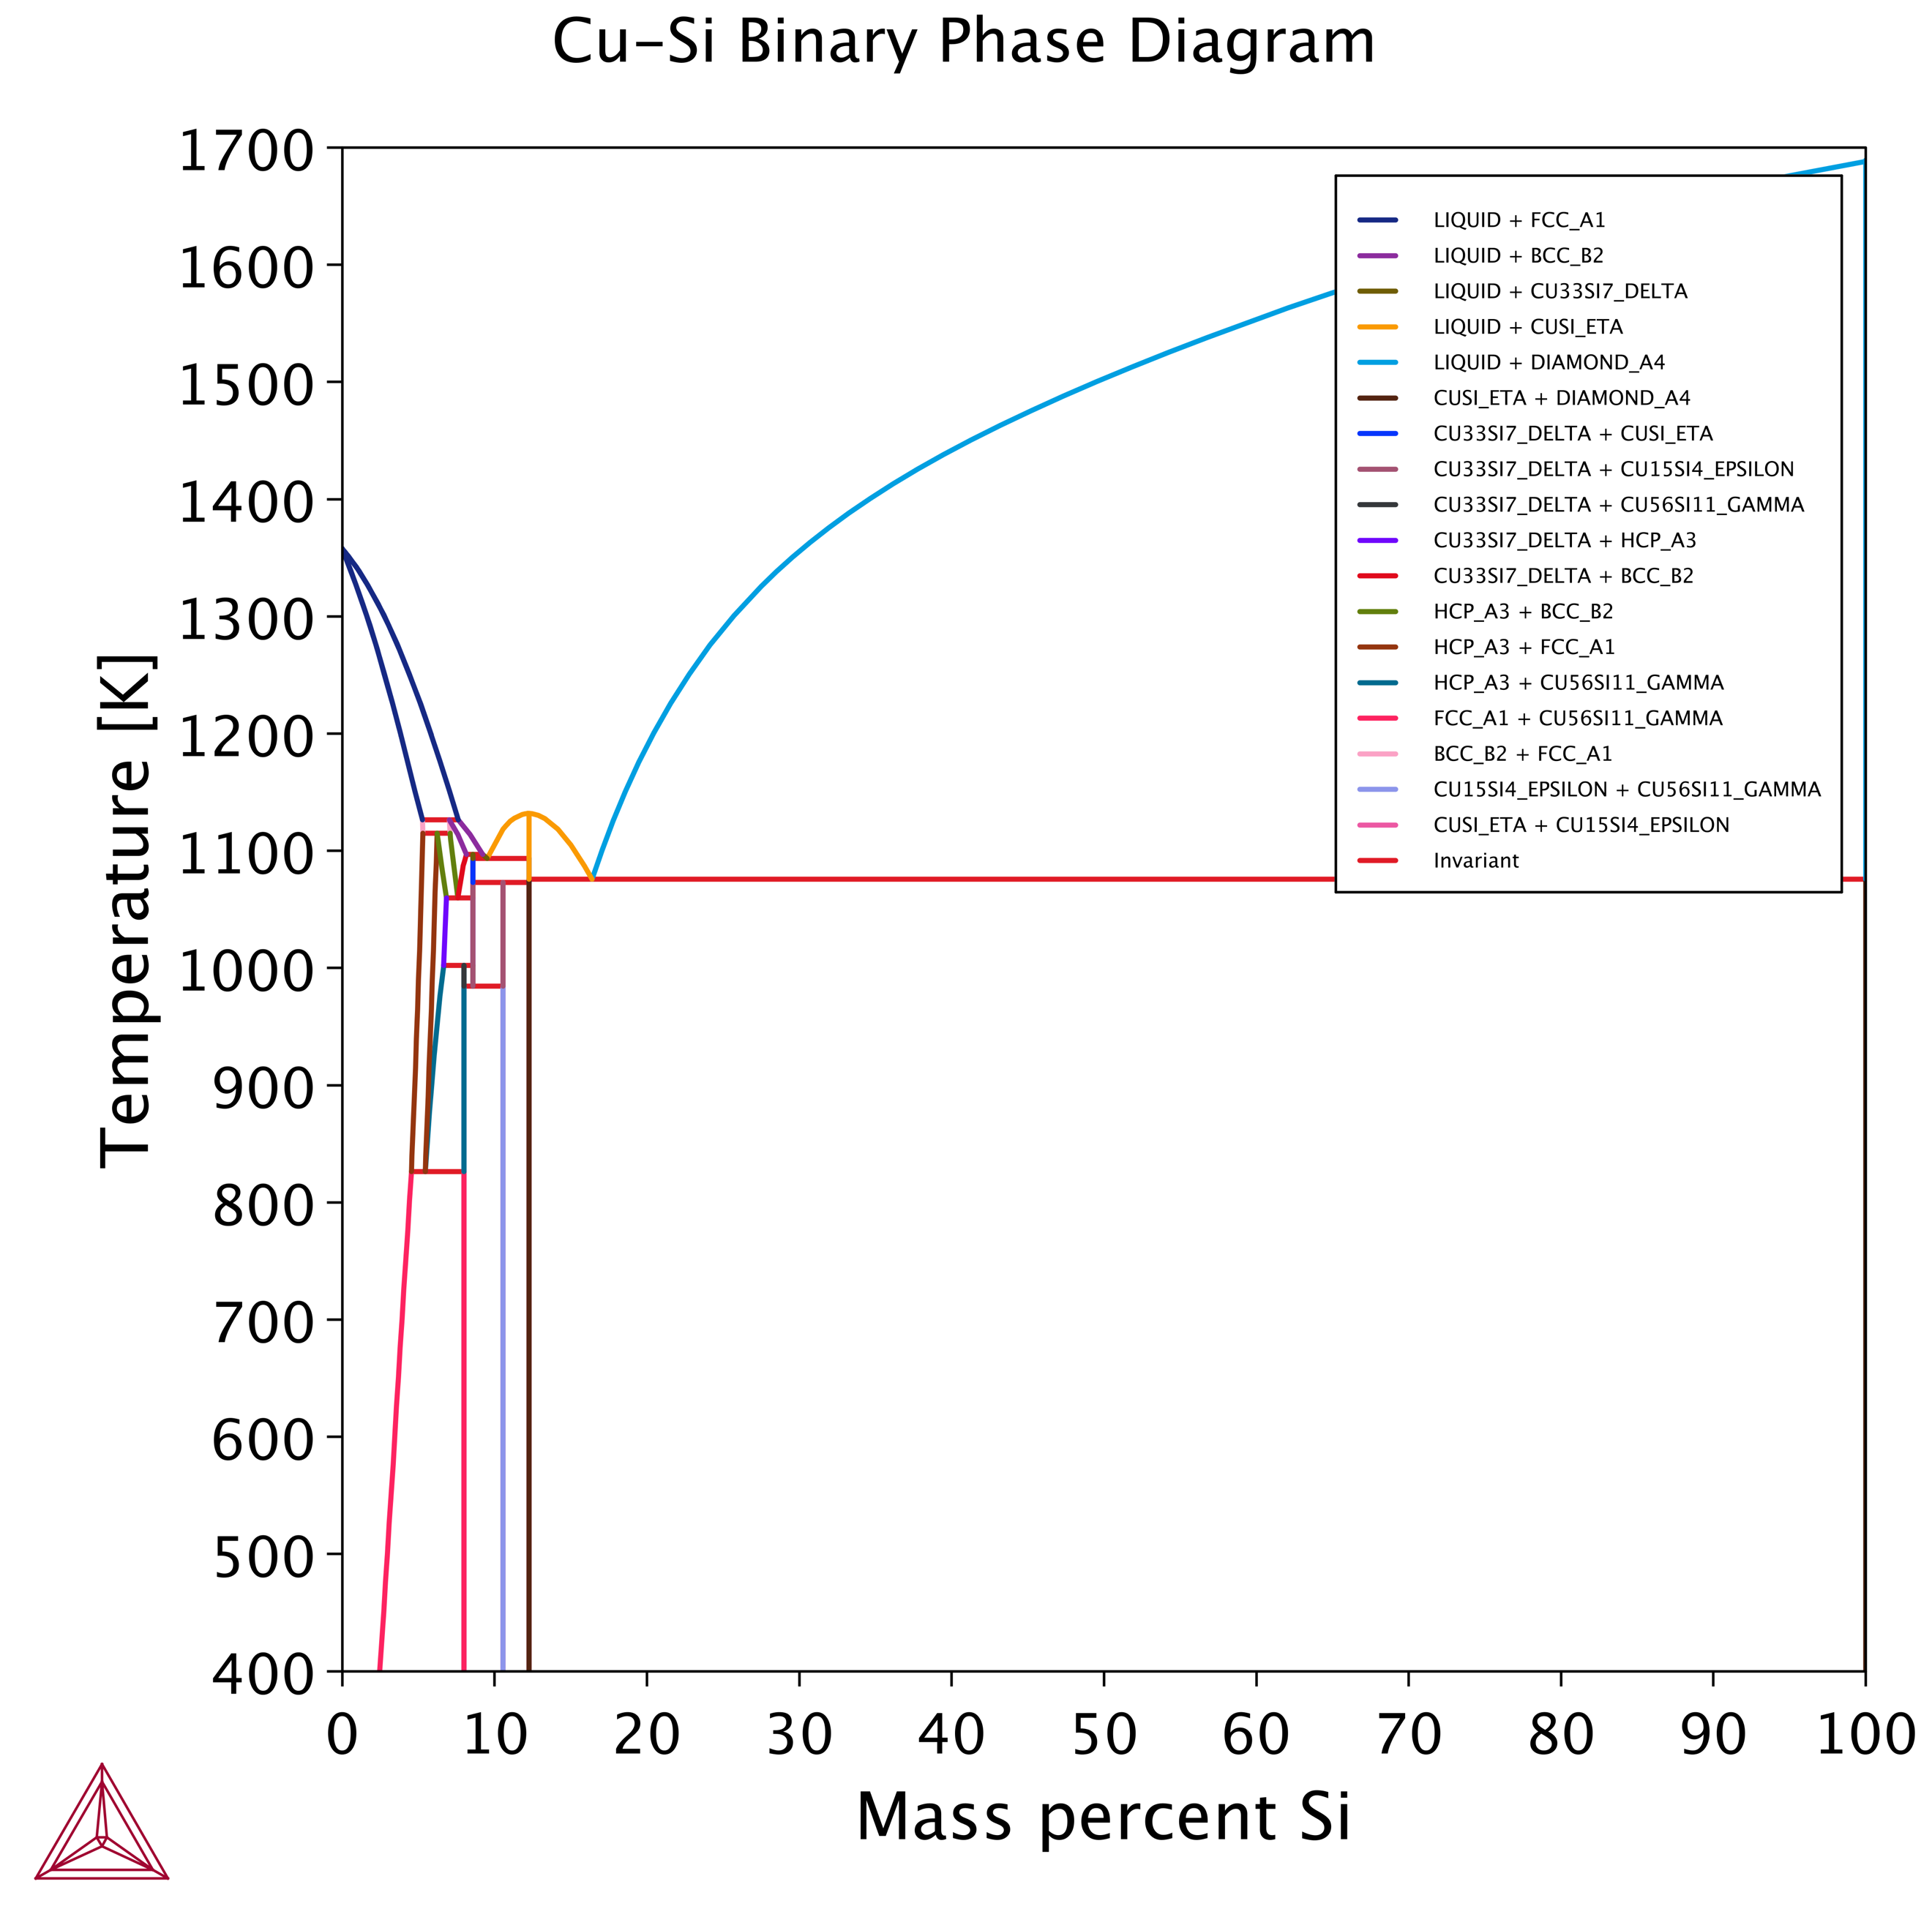 Cu–Si Binary Phase Diagram
1700
1600
1500
1400
1300
1200
1100
1000
900
800
700
600
500
400
Temperature [K]
LIQUID + FCC_A1
LIQUID + BCC_B2
LIQUID + CU33SI7_DELTA
LIQUID + CUSI_ETA
LIQUID + DIAMOND_A4
CUSI_ETA + DIAMOND_A4
CU33SI7_DELTA + CUSI_ETA
CU33SI7_DELTA + CU15SI4_EPSILON
CU33SI7_DELTA + CU56SI11_GAMMA
CU33SI7_DELTA + HCP_A3
CU33SI7_DELTA + BCC_B2
HCP_A3 + BCC_B2
HCP_A3 + FCC_A1
HCP_A3 + CU56SI11_GAMMA
FCC_A1 + CU56SI11_GAMMA
BCC_B2 + FCC_A1
CU15SI4_EPSILON + CU56SI11_GAMMA
CUSI_ETA + CU15SI4_EPSILON
Invariant
0 10 20 30 40 50 60 70 80 90 100
Mass percent Si